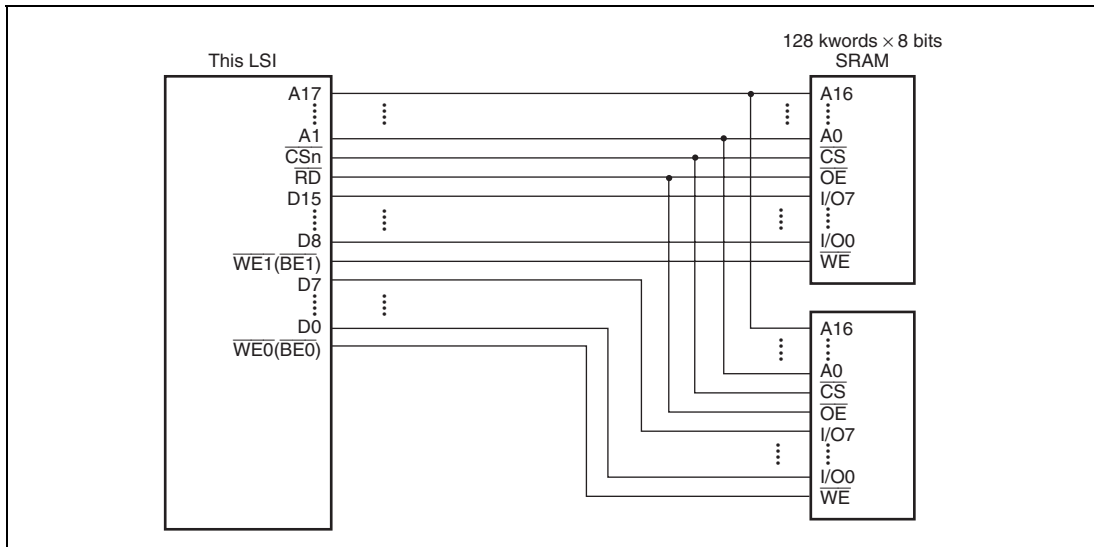 This LSI
A17
A1
CSn
RD
D15
D8
WE1(BE1)
D7
D0
WE0(BE0)
128 kwords × 8 bits
SRAM
A16
A0
CS
OE
I/O7
I/O0
WE
A16
A0
CS
OE
I/O7
I/O0
WE